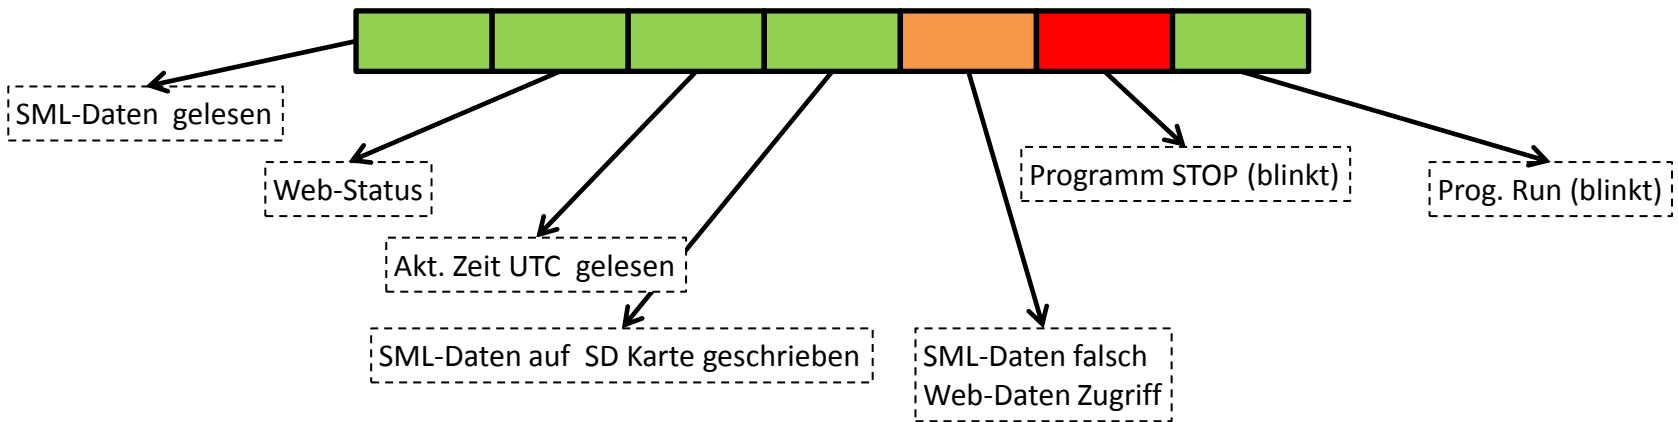 SML-Daten gelesen
Web-Status
Akt. Zeit UTC gelesen
SML-Daten auf SD Karte geschrieben
SML-Daten falsch
Web-Daten Zugriff
Programm STOP (blinkt)
Prog. Run (blinkt)